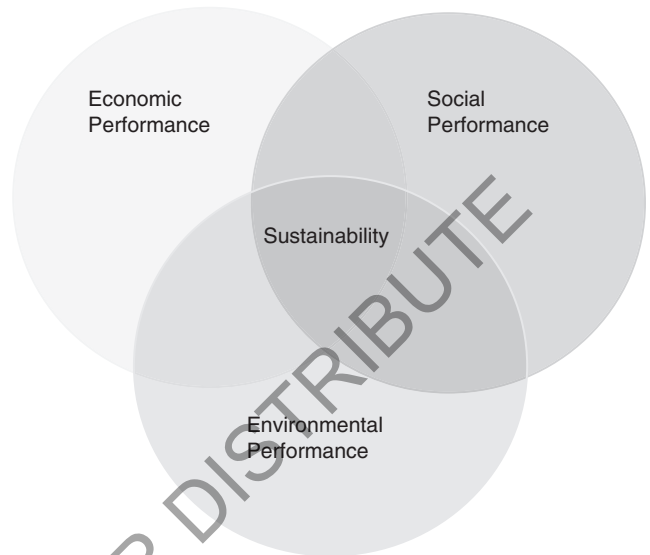 Economic
Performance
Social
Performance
Sustainability
Environmental
Performance
R DISTRIBUTE